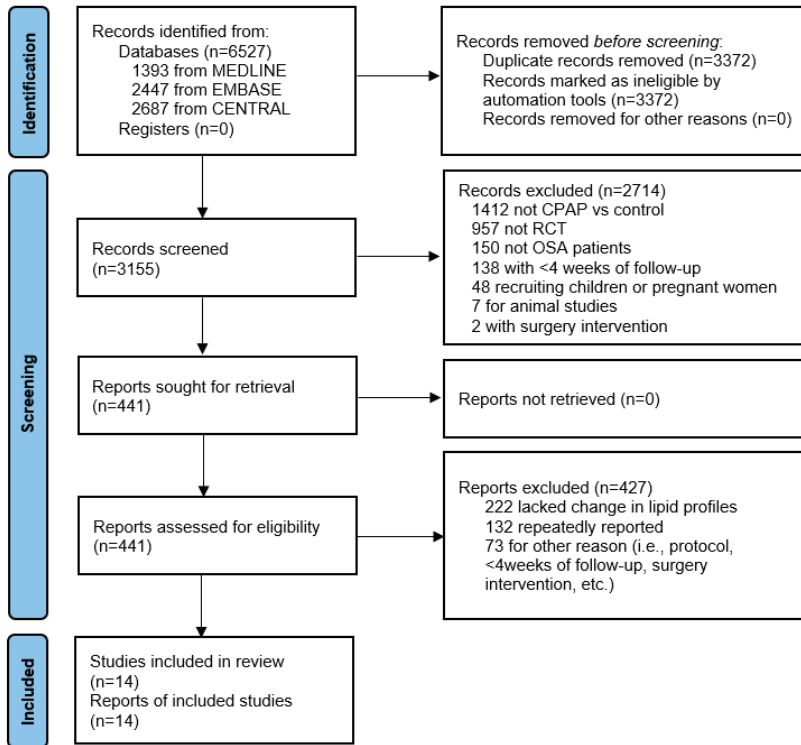 Identification
Records identified from:
Databases (n=6527)
1393 from MEDLINE
2447 from EMBASE
2687 from CENTRAL
Registers (n=0)
Records removed before screening:
Duplicate records removed (n=3372)
Records marked as ineligible by
automation tools (n=3372)
Records removed for other reasons (n=0)
Screening
Records screened
(n=3155)
Records excluded (n=2714)
1412 not CPAP vs control
957 not RCT
150 not OSA patients
138 with <4 weeks of follow-up
48 recruiting children or pregnant women
7 for animal studies
2 with surgery intervention
Reports sought for retrieval
(n=441)
Reports not retrieved (n=0)
Reports assessed for eligibility
(n=441)
Reports excluded (n=427)
222 lacked change in lipid profiles
132 repeatedly reported
73 for other reason (i.e., protocol,
<4weeks of follow-up, surgery
intervention, etc.)
Included
Studies included in review
(n=14)
Reports of included studies
(n=14)